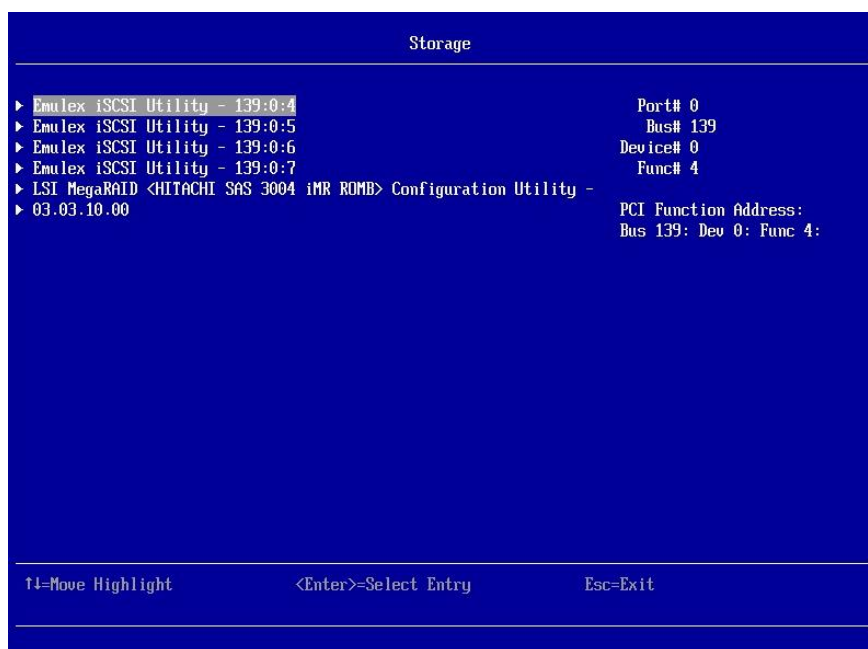 Storage
▶ Emulex iSCSI Utility - 139:0:4
▶ Emulex iSCSI Utility - 139:0:5
▶ Emulex iSCSI Utility - 139:0:6
▶ Emulex iSCSI Utility - 139:0:7
▶ LSI MegaRAID <HITACHI SAS 3004 iMR ROMB> Configuration Utility -
▶ 03.03.10.00
Port# 0
Bus# 139
Device# 0
Func# 4
PCI Function Address:
Bus 139: Dev 0: Func 4:
↑↓=Move Highlight <Enter>=Select Entry Esc=Exit